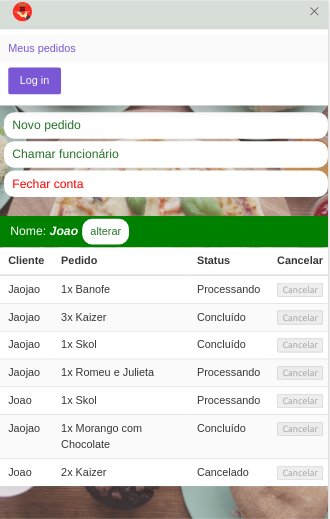 Meus pedidos
Log in
Novo pedido
Chamar funcionário
Fechar conta
Nome: Joao alterar
Cliente Pedido Status Cancelar
Jaojao 1x Banofe Processando Cancelar
Jaojao 3x Kaizer Concluído Cancelar
Jaojao 1x Skol Concluído Cancelar
Jaojao 1x Romeu e Julieta Processando Cancelar
Joao 1x Skol Processando Cancelar
Jaojao 1x Morango com Concluído Cancelar
Chocolate
Joao 2x Kaizer Cancelado Cancelar